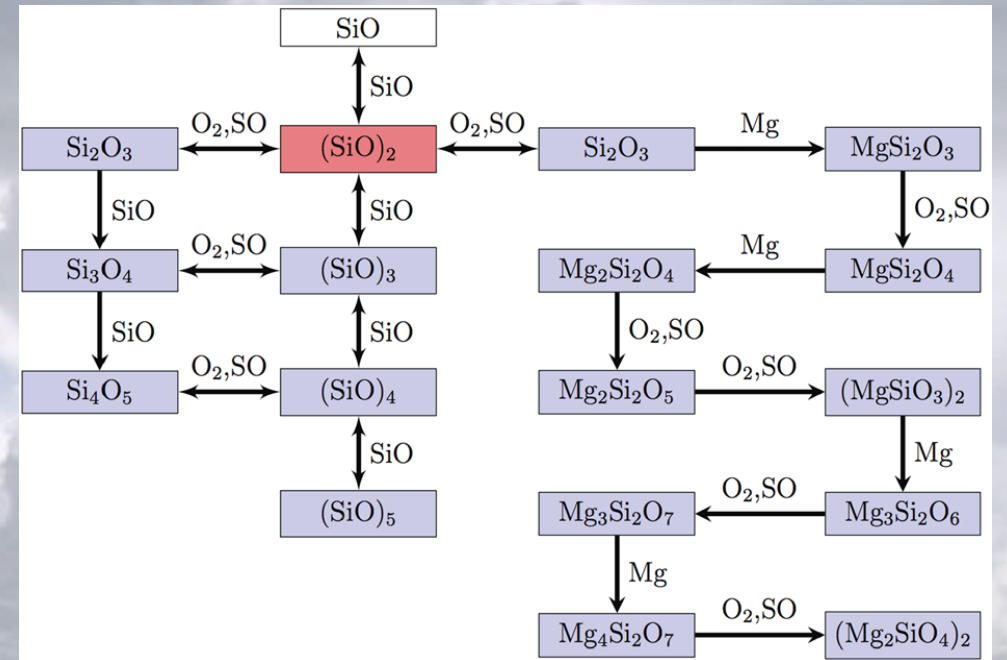 SiO
SiO
O₂,SO
O₂,SO
Mg
Si₂O₃
(SiO)₂
Si₂O₃
MgSi₂O₃
SiO
SiO
O₂,SO
O₂,SO
Mg
Si₃O₄
(SiO)₃
Mg₂Si₂O₄
MgSi₂O₄
SiO
SiO
O₂,SO
O₂,SO
O₂,SO
Si₄O₅
(SiO)₄
Mg₂Si₂O₅
(MgSiO₃)₂
SiO
Mg
O₂,SO
(SiO)₅
Mg₃Si₂O₇
Mg₃Si₂O₆
Mg
O₂,SO
Mg₄Si₂O₇
(Mg₂SiO₄)₂